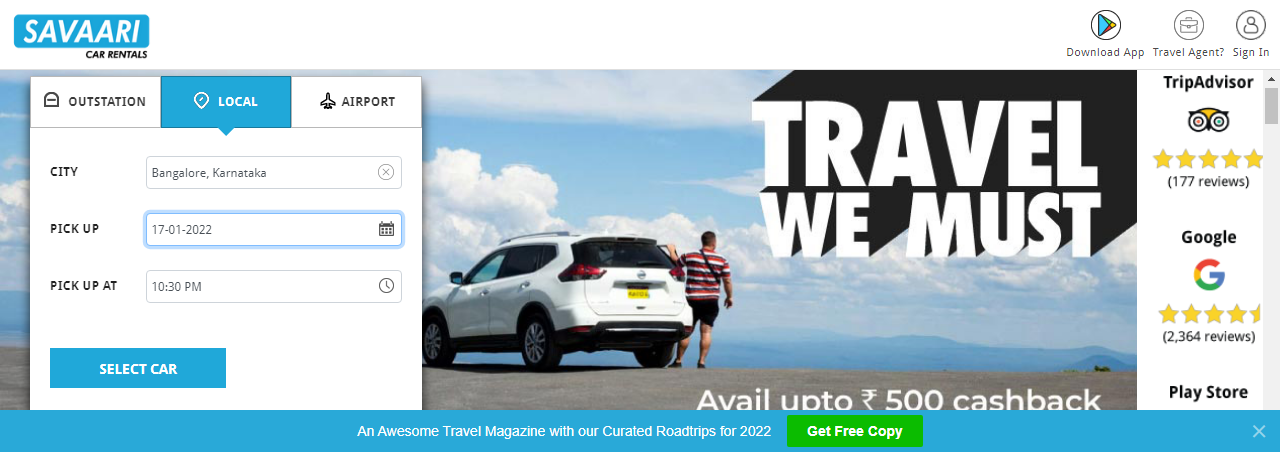 SAVAARI
CAR RENTALS
Download App
Travel Agent?
Sign In
OUTSTATION
LOCAL
AIRPORT
CITY
Bangalore, Karnataka
PICK UP
17-01-2022
PICK UP AT
10:30 PM
SELECT CAR
TRAVEL
WE MUST
Avail upto ₹ 500 cashback
TripAdvisor
(177 reviews)
Google
G
(2,364 reviews)
Play Store
An Awesome Travel Magazine with our Curated Roadtrips for 2022
Get Free Copy